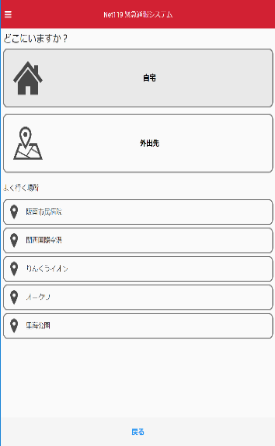 Net119 緊急通報システム
どこにいますか？
自宅
外出先
よく行く場所
関西国際空港
りんくうイオン
オークワ
戻る